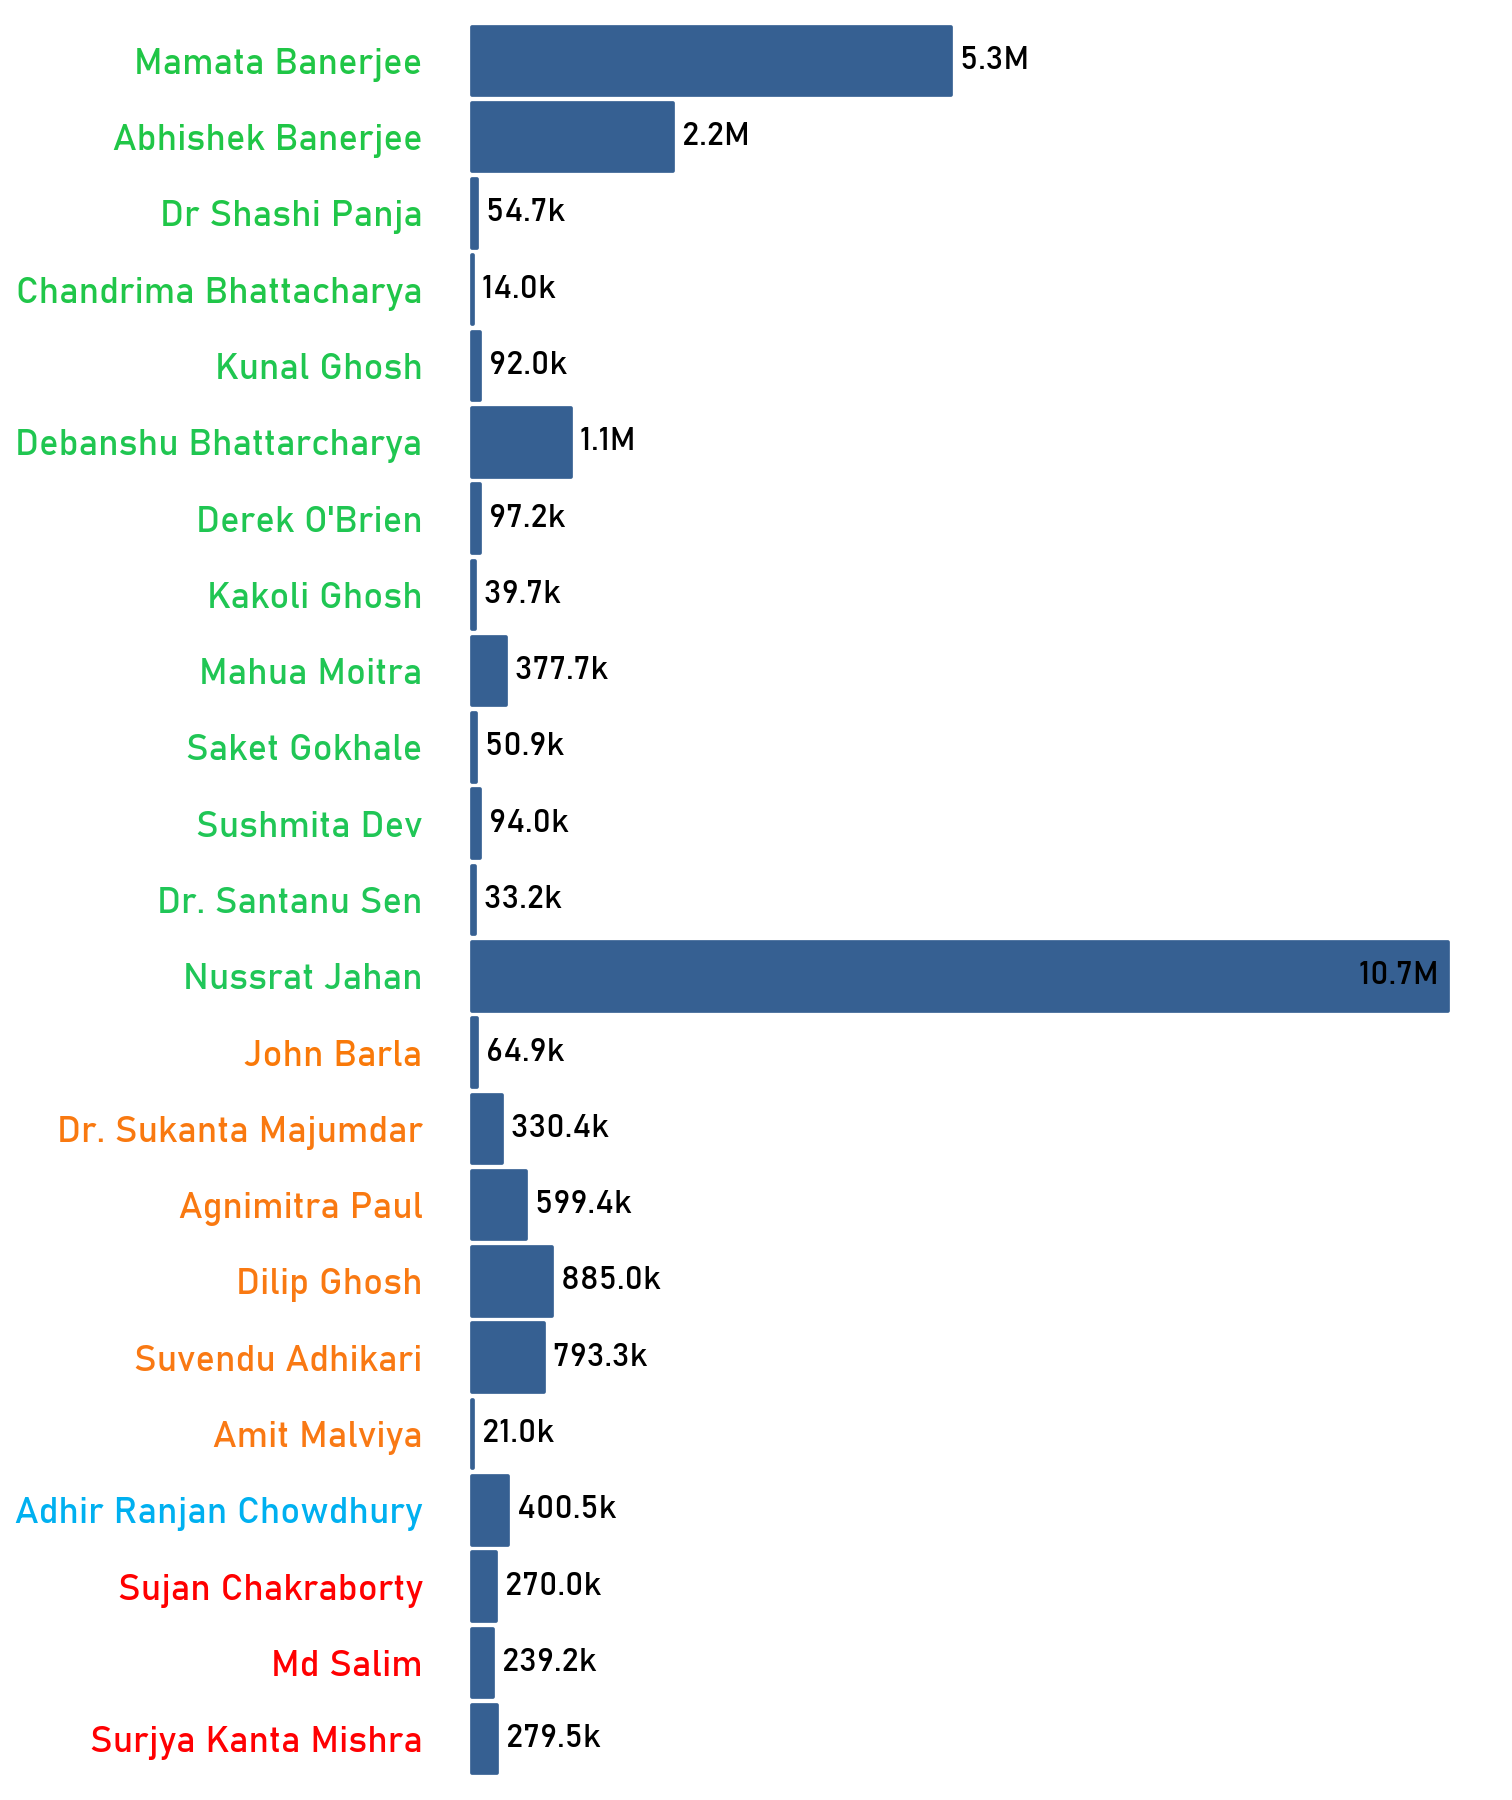 Mamata Banerjee 5.3M
Abhishek Banerjee 2.2M
Dr Shashi Panja 54.7k
Chandrima Bhattacharya 14.0k
Kunal Ghosh 92.0k
Debanshu Bhattarcharya 1.1M
Derek O'Brien 97.2k
Kakoli Ghosh 39.7k
Mahua Moitra 377.7k
Saket Gokhale 50.9k
Sushmita Dev 94.0k
Dr. Santanu Sen 33.2k
Nussrat Jahan 10.7M
John Barla 64.9k
Dr. Sukanta Majumdar 330.4k
Agnimitra Paul 599.4k
Dilip Ghosh 885.0k
Suvendu Adhikari 793.3k
Amit Malviya 21.0k
Adhir Ranjan Chowdhury 400.5k
Sujan Chakraborty 270.0k
Md Salim 239.2k
Surjya Kanta Mishra 279.5k